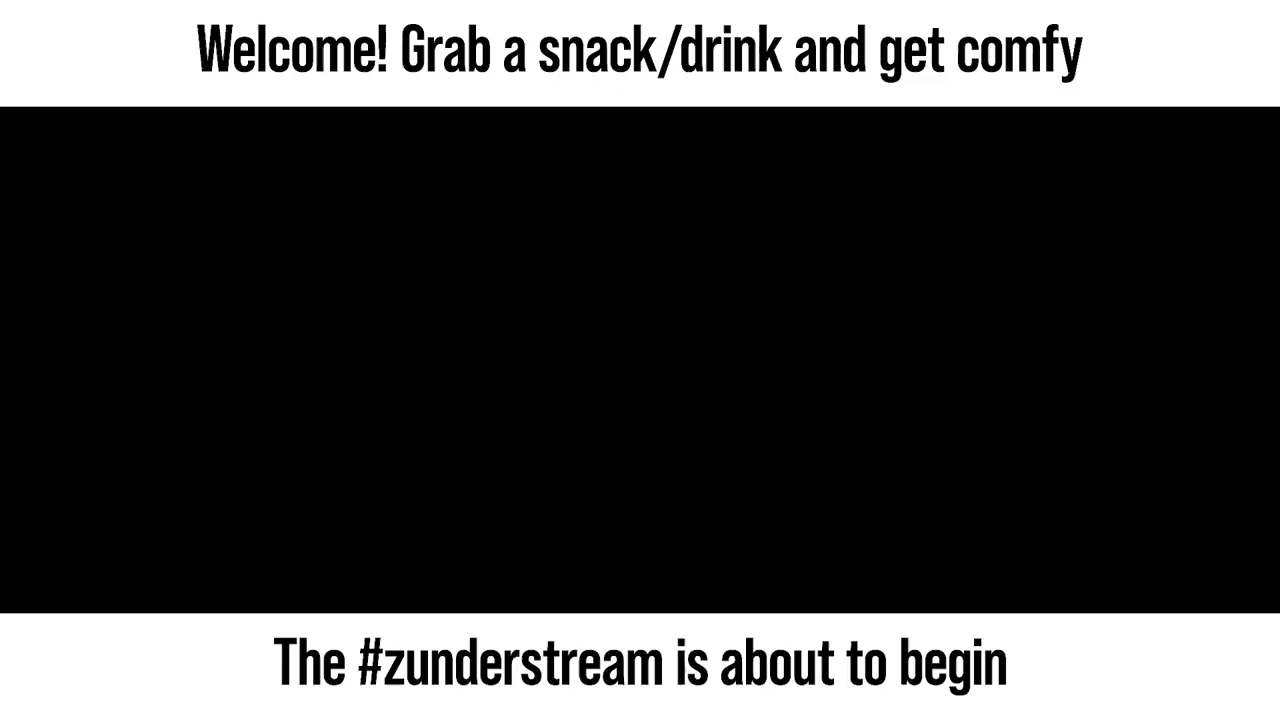 Welcome! Grab a snack/drink and get comfy
The #zunderstream is about to begin